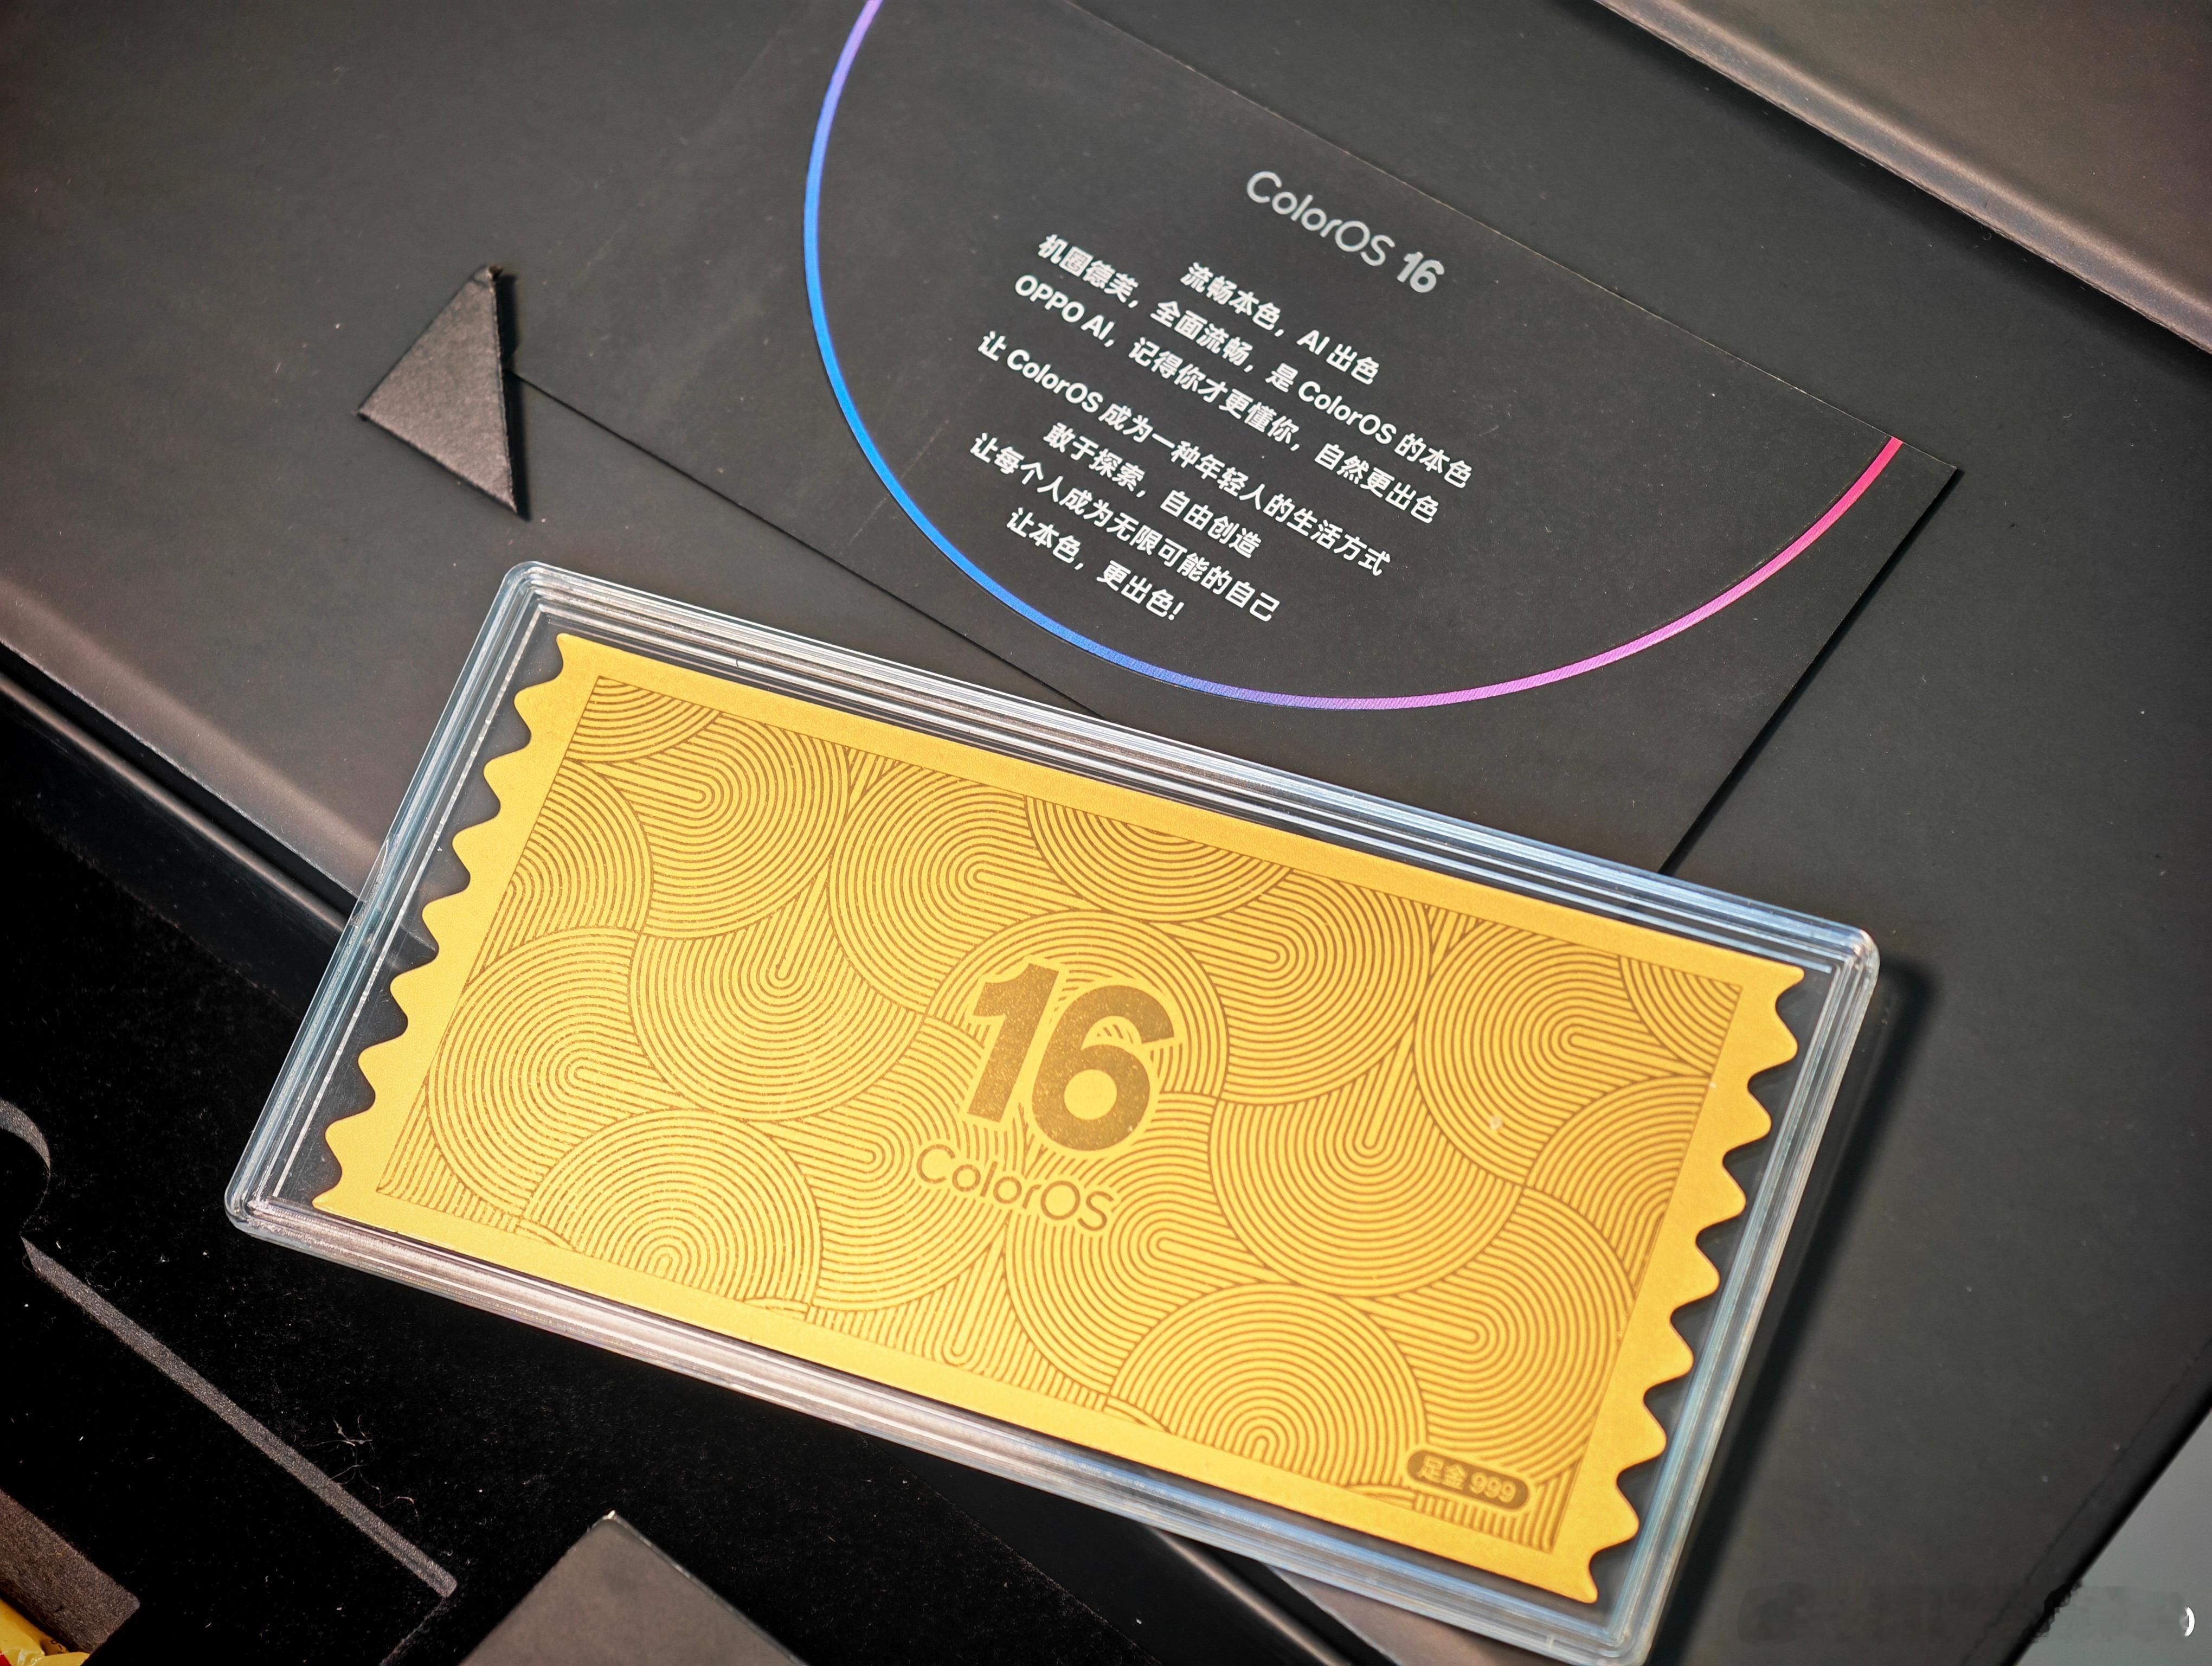 ColorOS 16
流畅本色，AI 出色
机圈德芙，全面流畅，是 ColorOS 的本色
OPPO AI，记得你才更懂你，自然更出色
让 ColorOS 成为一种年轻人的生活方式
敢于探索，自由创造
让每个人成为无限可能的自己
让本色，更出色!
16
ColorOS
足金 999